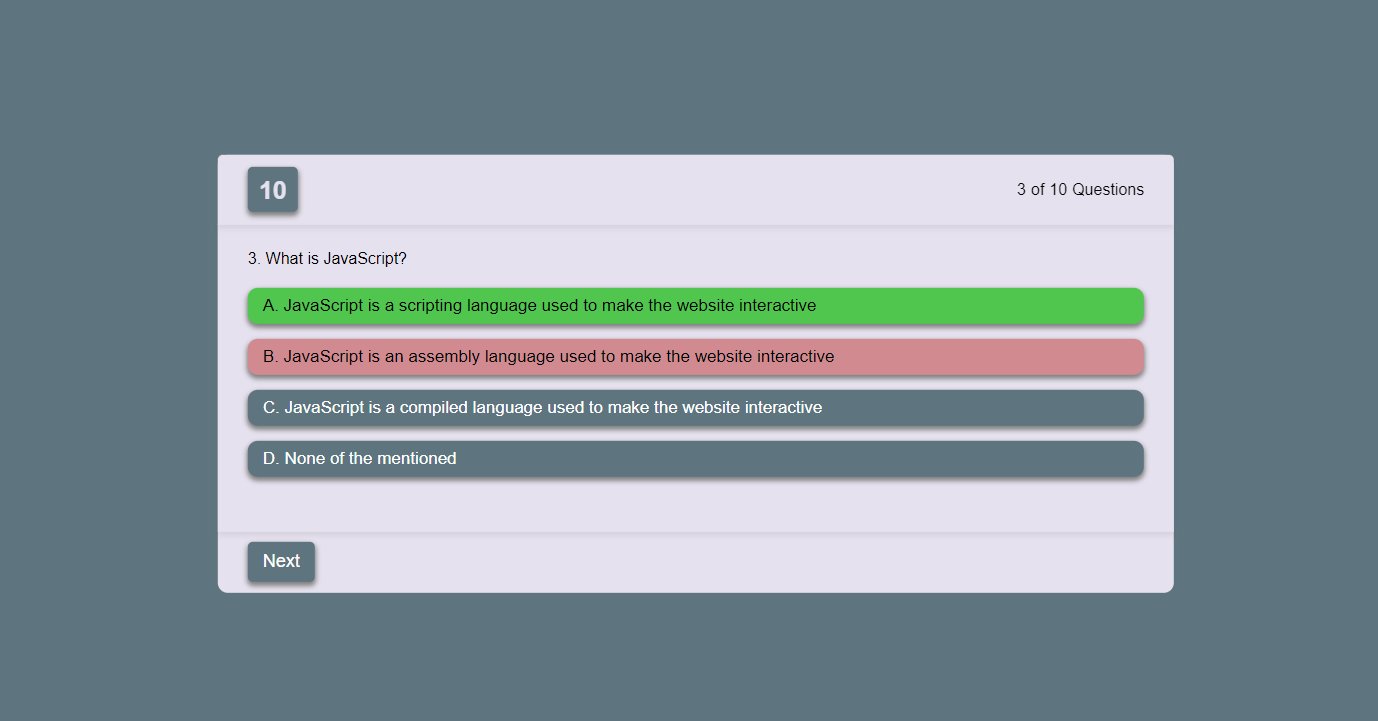 10
3 of 10 Questions
3. What is JavaScript?
A. JavaScript is a scripting language used to make the website interactive
B. JavaScript is an assembly language used to make the website interactive
C. JavaScript is a compiled language used to make the website interactive
D. None of the mentioned
Next